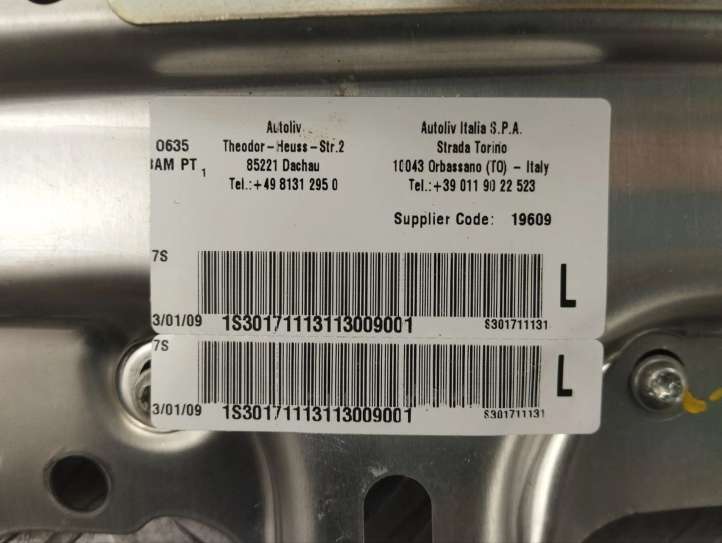 Autoliv
Theodor-Heuss-Str.2
85221 Dachau
Tel.:+49 8131 295 0
Autoliv Italia S.P.A.
Strada Torino
10043 Orbassano (TO) - Italy
Tel.:+39 011 90 22 523
0635
PT 1
Supplier Code: 19609
7S
L
3/01/09
1S30171113113009001
S301711131
7S
L
3/01/09
1S30171113113009001
S301711131